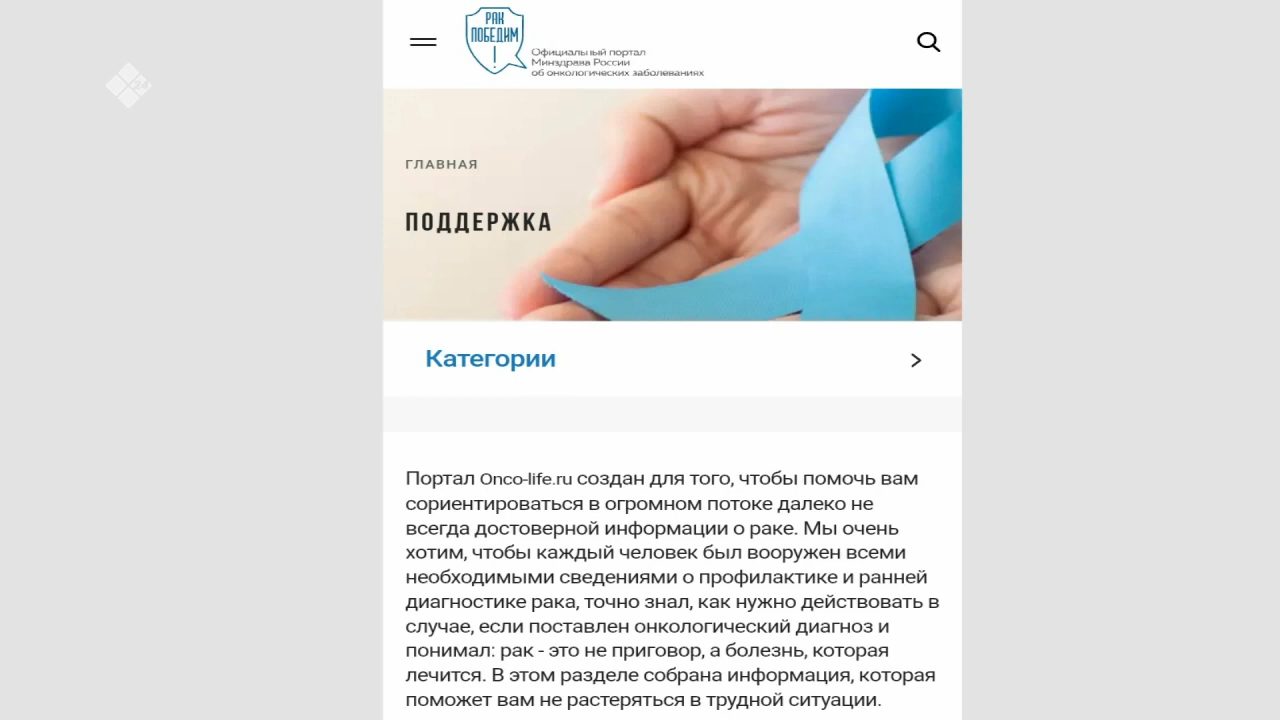 РАК
ПОБЕДИМ
!
Официальный портал
Минздрава России
об онкологических заболеваниях
ГЛАВНАЯ
ПОДДЕРЖКА
Категории
Портал Onco-life.ru создан для того, чтобы помочь вам
сориентироваться в огромном потоке далеко не
всегда достоверной информации о раке. Мы очень
хотим, чтобы каждый человек был вооружен всеми
необходимыми сведениями о профилактике и ранней
диагностике рака, точно знал, как нужно действовать в
случае, если поставлен онкологический диагноз и
понимал: рак - это не приговор, а болезнь, которая
лечится. В этом разделе собрана информация, которая
поможет вам не растеряться в трудной ситуации.